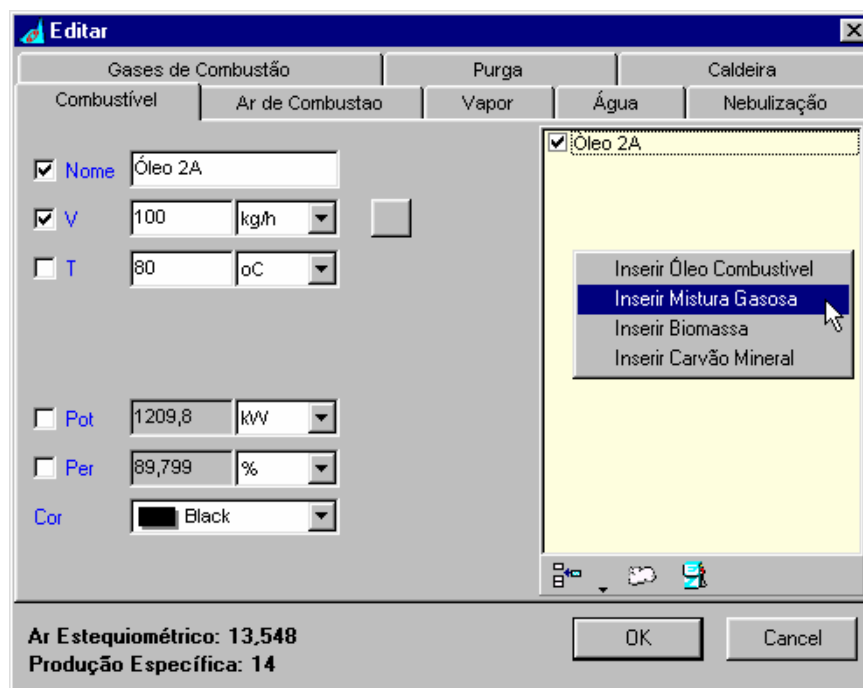 Editar
Gases de Combustão Purga Caldeira
Combustível Ar de Combustao Vapor Água Nebulização
Nome Óleo 2A
V 100 kg/h
T 80 oC
Pot 1209,8 kW
Per 89,799 %
Cor Black
Òleo 2A
Inserir Óleo Combustivel
Inserir Mistura Gasosa
Inserir Biomassa
Inserir Carvão Mineral
Ar Estequiométrico: 13,548
Produção Específica: 14
OK Cancel